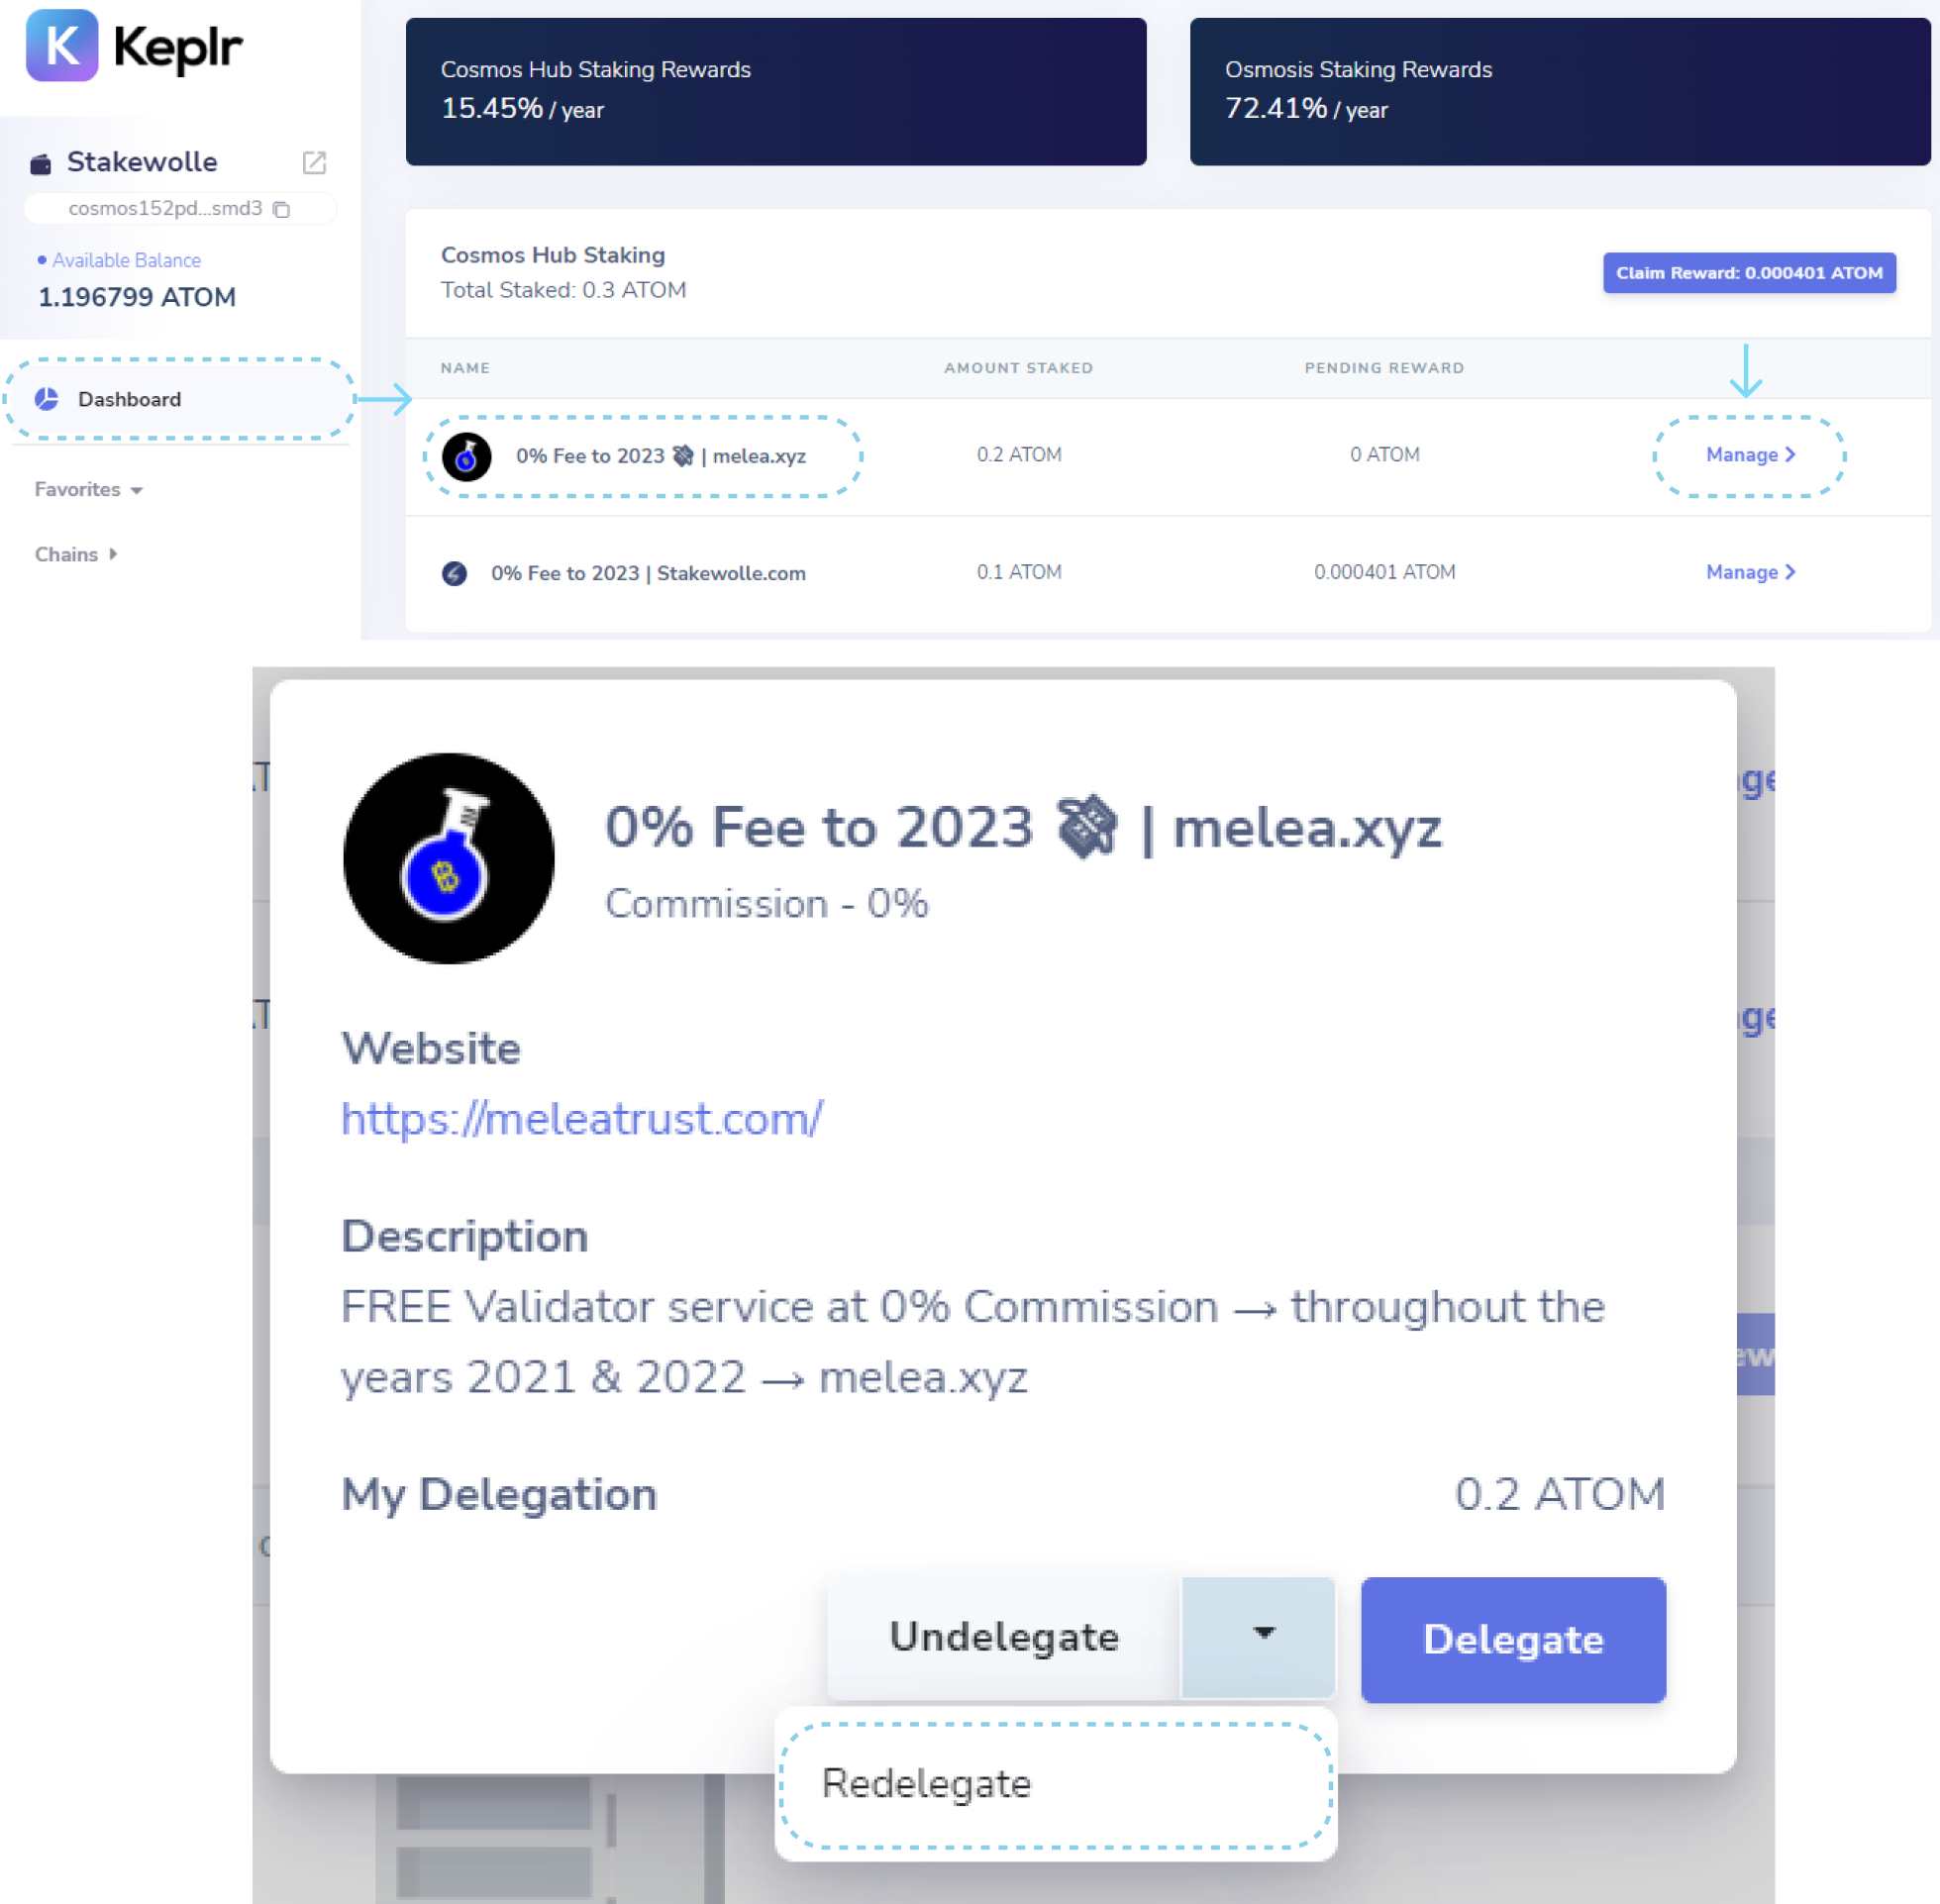 K Keplr
Stakewolle
cosmos152pd...smd3
Available Balance
1.196799 ATOM
Dashboard
Favorites
Chains
Cosmos Hub Staking Rewards
15.45% / year
Osmosis Staking Rewards
72.41% / year
Cosmos Hub Staking
Total Staked: 0.3 ATOM
Claim Reward: 0.000401 ATOM
NAME AMOUNT STAKED PENDING REWARD
0% Fee to 2023 💸 | melea.xyz 0.2 ATOM 0 ATOM Manage
0% Fee to 2023 | Stakewolle.com 0.1 ATOM 0.000401 ATOM Manage
0% Fee to 2023 💸 | melea.xyz
Commission - 0%
Website
https://meleatrust.com/
Description
FREE Validator service at 0% Commission → throughout the
years 2021 & 2022 → melea.xyz
My Delegation 0.2 ATOM
Undelegate Delegate
Redelegate